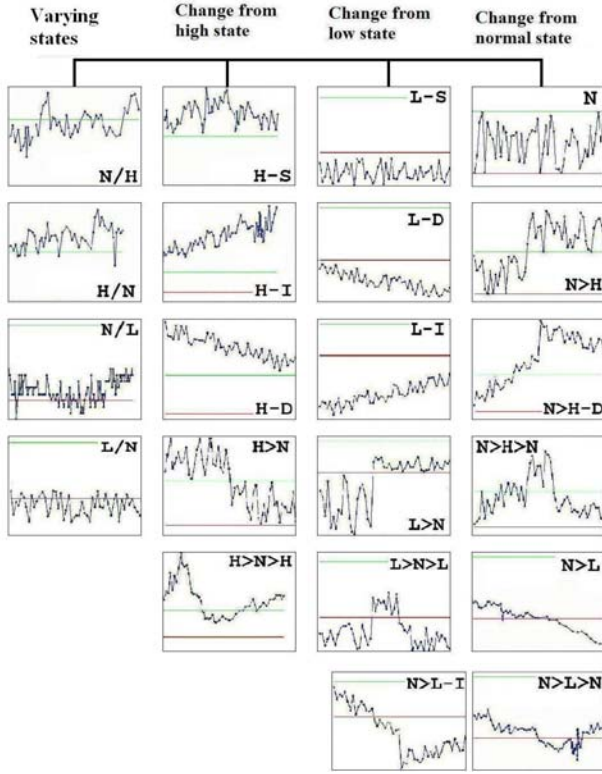 Varying
states
Change from
high state
Change from
low state
Change from
normal state
N/H
H-S
L-S
N
H/N
H-I
L-D
N>H
N/L
H-D
L-I
N>H-D
L/N
H>N
L>N
N>H>N
H>N>H
L>N>L
N>L
N>L-I
N>L>N